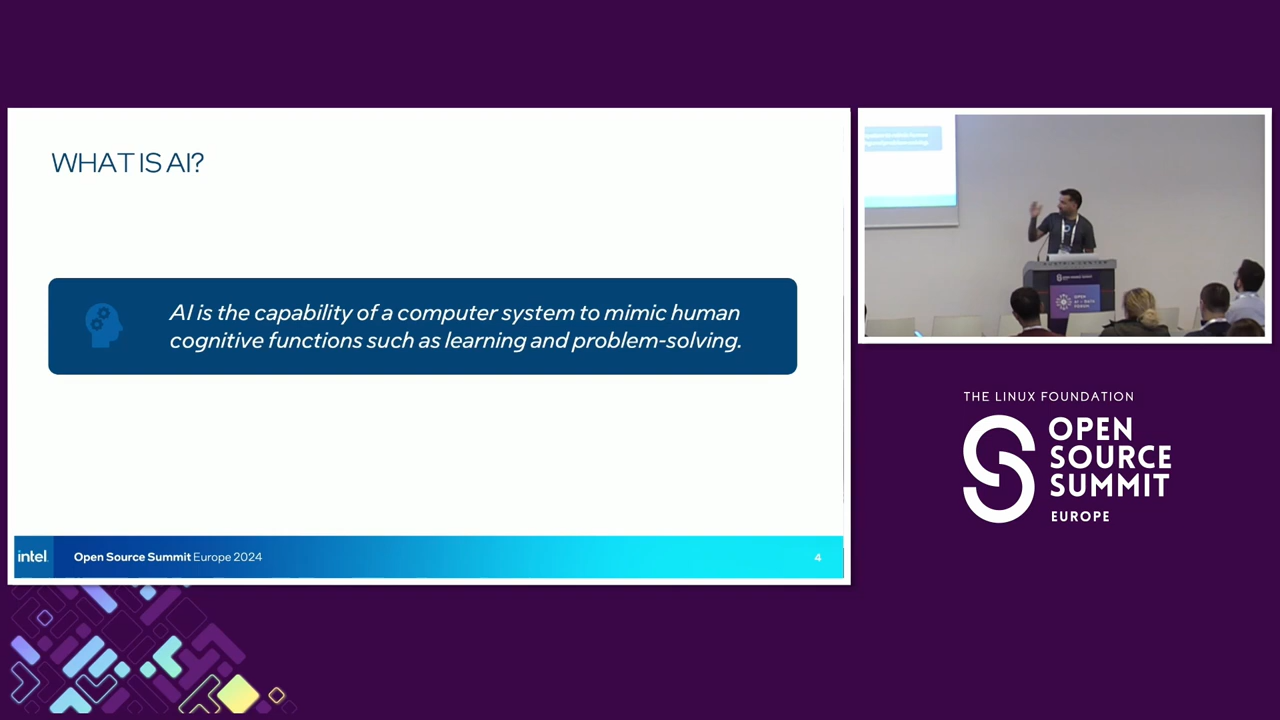 WHAT IS AI?
AI is the capability of a computer system to mimic human
cognitive functions such as learning and problem-solving.
intel.
Open Source Summit Europe 2024
4
THE LINUX FOUNDATION
OPEN
SOURCE
SUMMIT
EUROPE